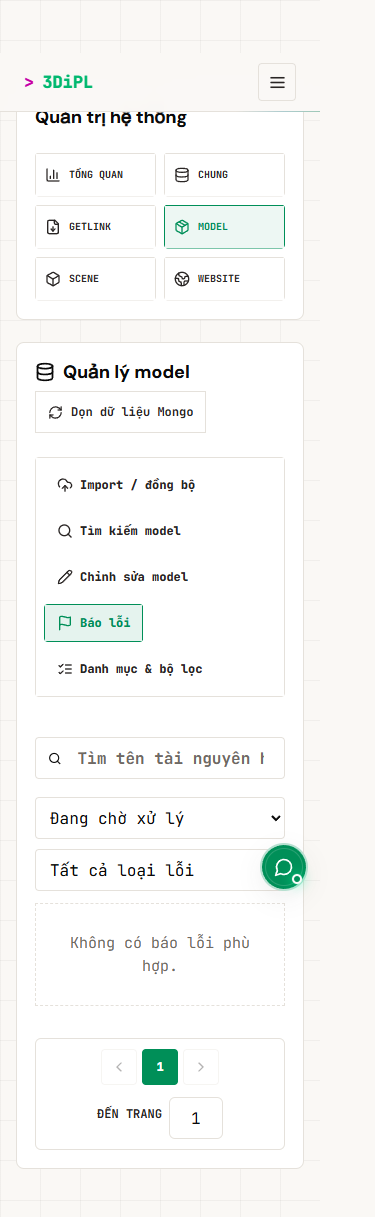 > 3DiPL
Quản trị hệ thống
TỔNG QUAN
CHUNG
GETLINK
MODEL
SCENE
WEBSITE
Quản lý model
Dọn dữ liệu Mongo
Import / đồng bộ
Tìm kiếm model
Chỉnh sửa model
Báo lỗi
Danh mục & bộ lọc
Tìm tên tài nguyên h
Đang chờ xử lý
Tất cả loại lỗi
Không có báo lỗi phù
hợp.
1
ĐẾN TRANG 1